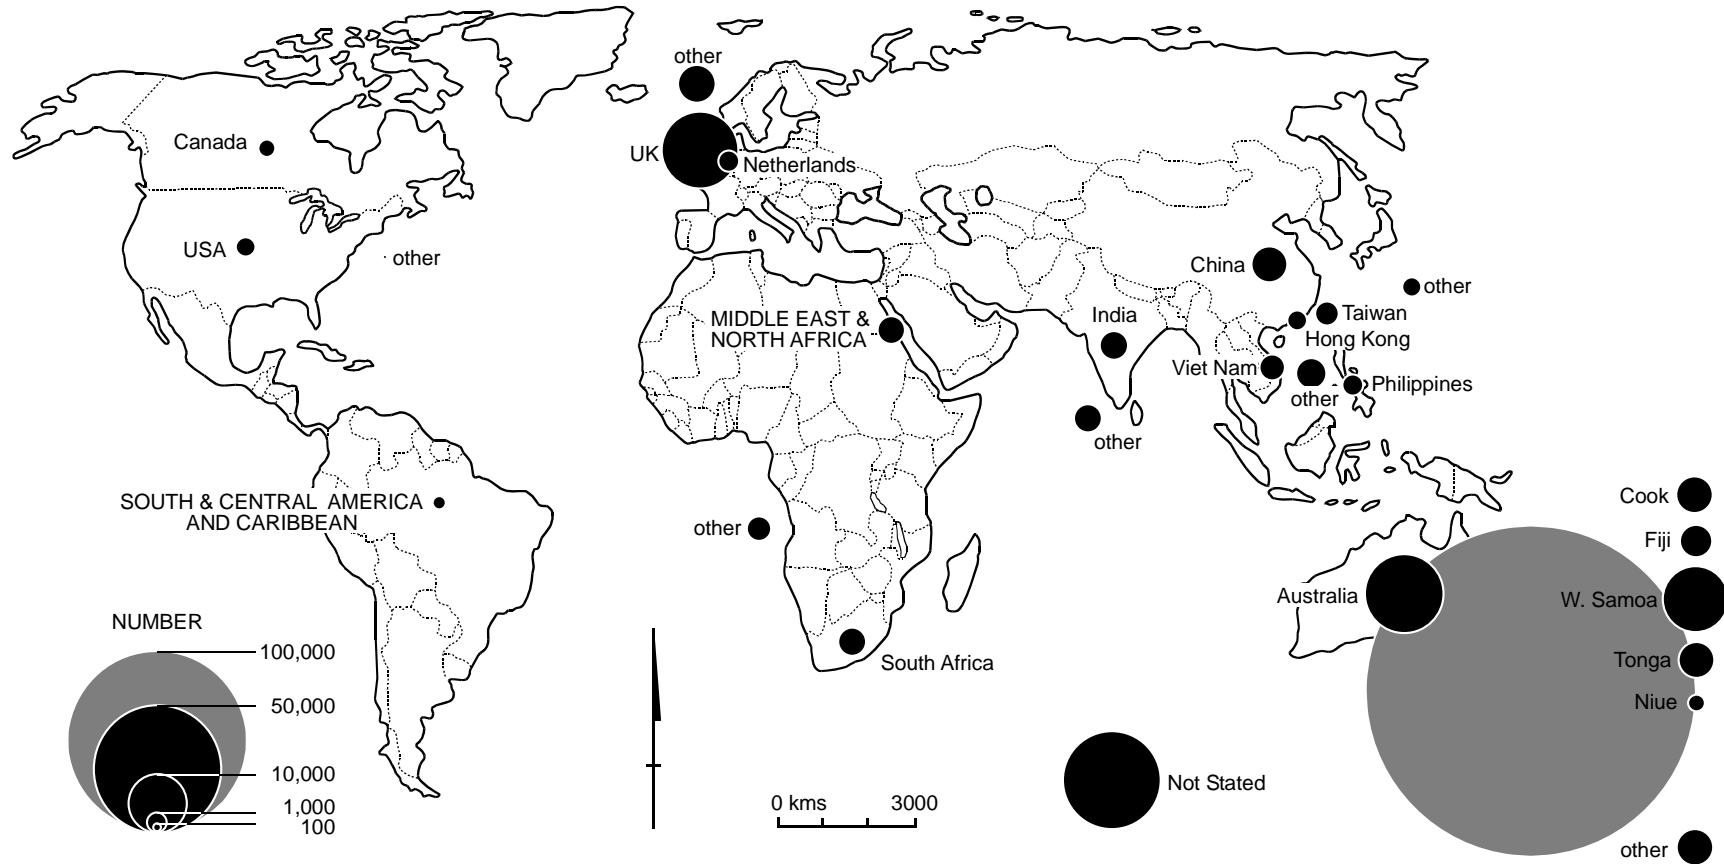 other
Canada
UK
Netherlands
USA
other
China
other
India
Taiwan
MIDDLE EAST &
NORTH AFRICA
Hong Kong
Viet Nam
Philippines
other
other
SOUTH & CENTRAL AMERICA
AND CARIBBEAN
other
Cook
Fiji
Australia
W. Samoa
South Africa
Tonga
Niue
NUMBER
100,000
50,000
10,000
1,000
100
0 kms 3000
Not Stated
other